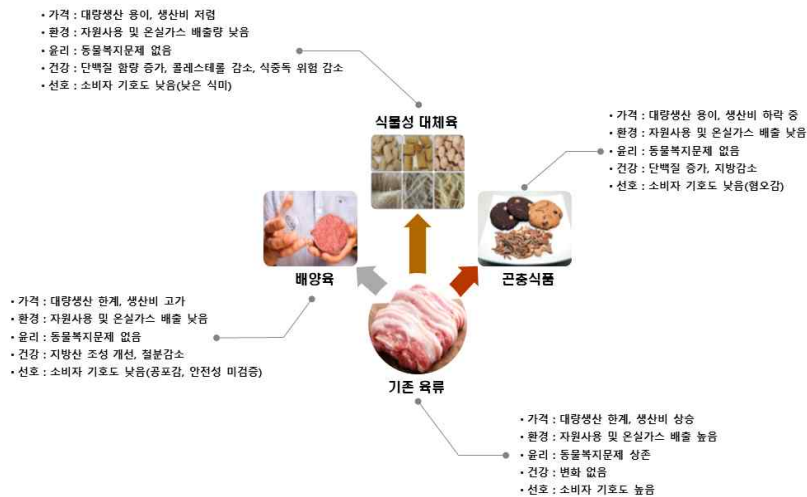 • 가격 : 대량생산 용이, 생산비 저렴
• 환경 : 자원사용 및 온실가스 배출량 낮음
• 윤리 : 동물복지문제 없음
• 건강 : 단백질 함량 증가, 콜레스테롤 감소, 식중독 위험 감소
• 선호 : 소비자 기호도 낮음(낮은 식미)
식물성 대체육
• 가격 : 대량생산 용이, 생산비 하락 중
• 환경 : 자원사용 및 온실가스 배출 낮음
• 윤리 : 동물복지문제 없음
• 건강 : 단백질 증가, 지방감소
• 선호 : 소비자 기호도 낮음(혐오감)
배양육
곤충식품
• 가격 : 대량생산 한계, 생산비 고가
• 환경 : 자원사용 및 온실가스 배출 낮음
• 윤리 : 동물복지문제 없음
• 건강 : 지방산 조성 개선, 철분감소
• 선호 : 소비자 기호도 낮음(공포감, 안전성 미검증)
기존 육류
• 가격 : 대량생산 한계, 생산비 상승
• 환경 : 자원사용 및 온실가스 배출 높음
• 윤리 : 동물복지문제 상존
• 건강 : 변화 없음
• 선호 : 소비자 기호도 높음